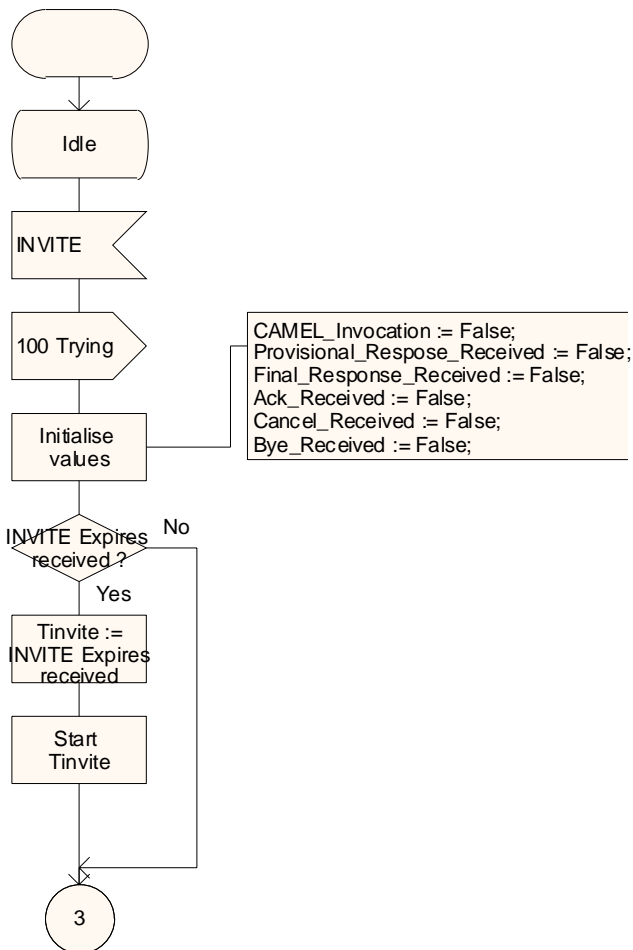 Idle
INVITE
100 Trying
CAMEL_Invocation := False;
Provisional_Respose_Received := False;
Final_Response_Received := False;
Ack_Received := False;
Cancel_Received := False;
Bye_Received := False;
Initialise
values
INVITE Expires
received ?
No
Yes
Tinvite :=
INVITE Expires
received
Start
Tinvite
3